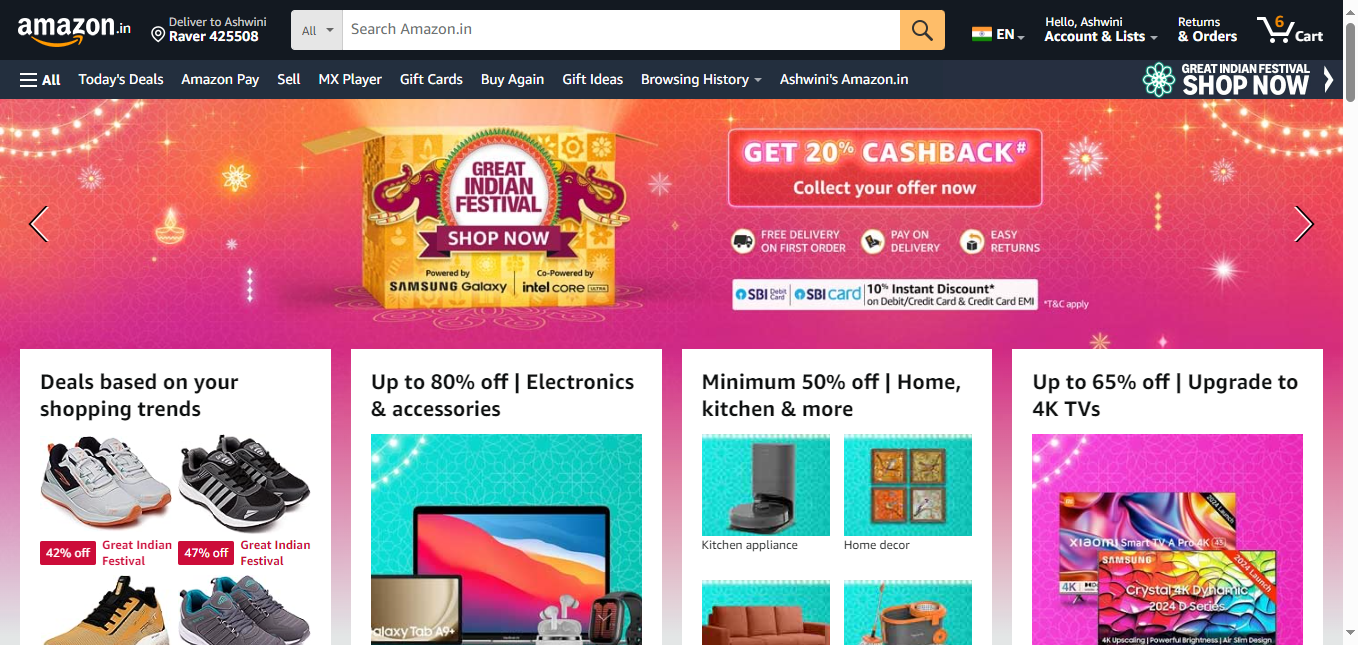 amazon.in
Deliver to Ashwini
Raver 425508
All
Search Amazon.in
EN
Hello, Ashwini
Account & Lists
Returns
& Orders
6
Cart
All
Today's Deals
Amazon Pay
Sell
MX Player
Gift Cards
Buy Again
Gift Ideas
Browsing History
Ashwini's Amazon.in
GREAT INDIAN FESTIVAL
SHOP NOW
GREAT
INDIAN
FESTIVAL
SHOP NOW
Powered by
SAMSUNG Galaxy
Co-Powered by
intel CORE ULTRA
GET 20% CASHBACK#
Collect your offer now
FREE DELIVERY
ON FIRST ORDER
PAY ON
DELIVERY
EASY
RETURNS
SBI Debit Card
SBI card
10% Instant Discount*
on Debit/Credit Card & Credit Card EMI
*T&C apply
Deals based on your
shopping trends
42% off
Great Indian
Festival
47% off
Great Indian
Festival
Up to 80% off | Electronics
& accessories
alaxy Tab A9+
Minimum 50% off | Home,
kitchen & more
Kitchen appliance
Home decor
Up to 65% off | Upgrade to
4K TVs
2024 Launch
XIAOMI Smart TV A Pro 4K 43
4K
SAMSUNG
2024 Launch
Crystal 4K Dynamic
2024 D Series
4K Upscaling | Powerful Brightness | Air Slim Design